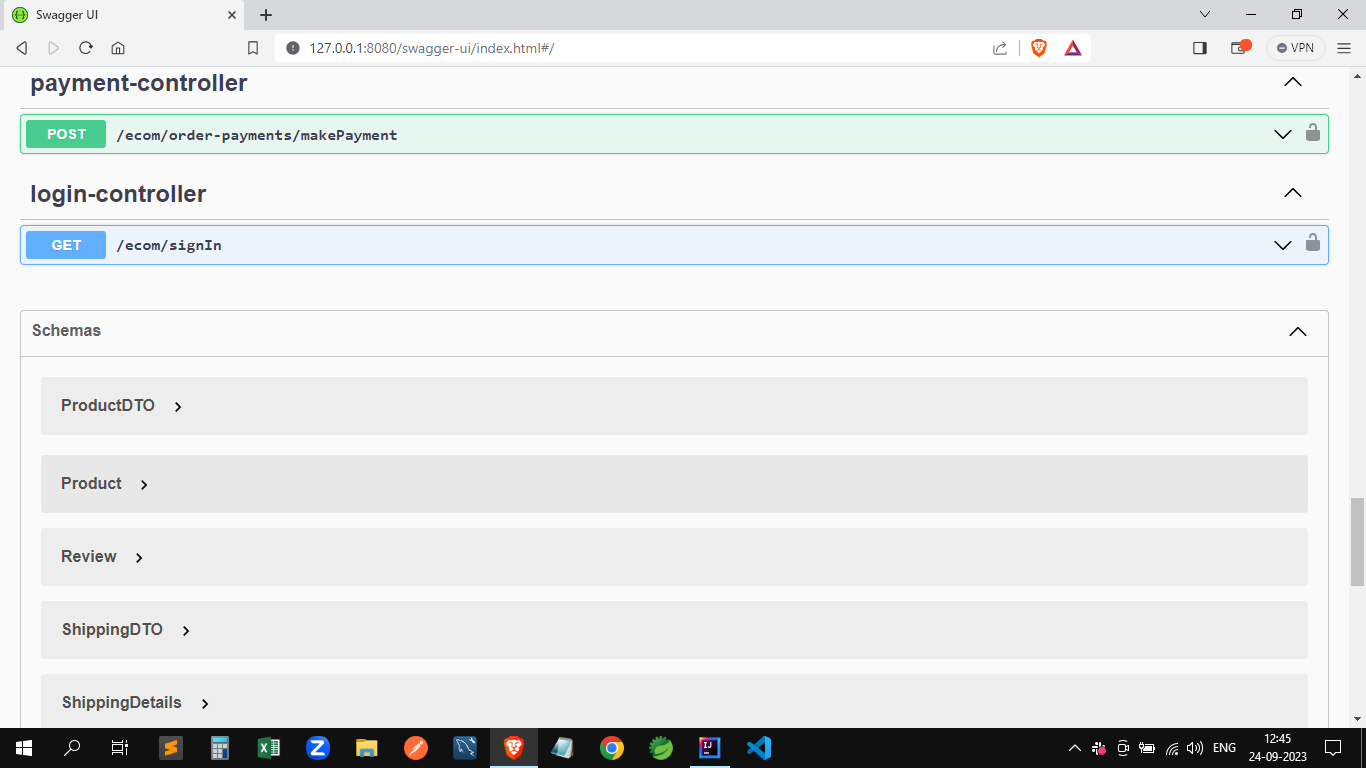 Swagger UI
127.0.0.1:8080/swagger-ui/index.html#/
VPN
payment-controller
POST /ecom/order-payments/makePayment
login-controller
GET /ecom/signIn
Schemas
ProductDTO
Product
Review
ShippingDTO
ShippingDetails
ENG
12:45
24-09-2023